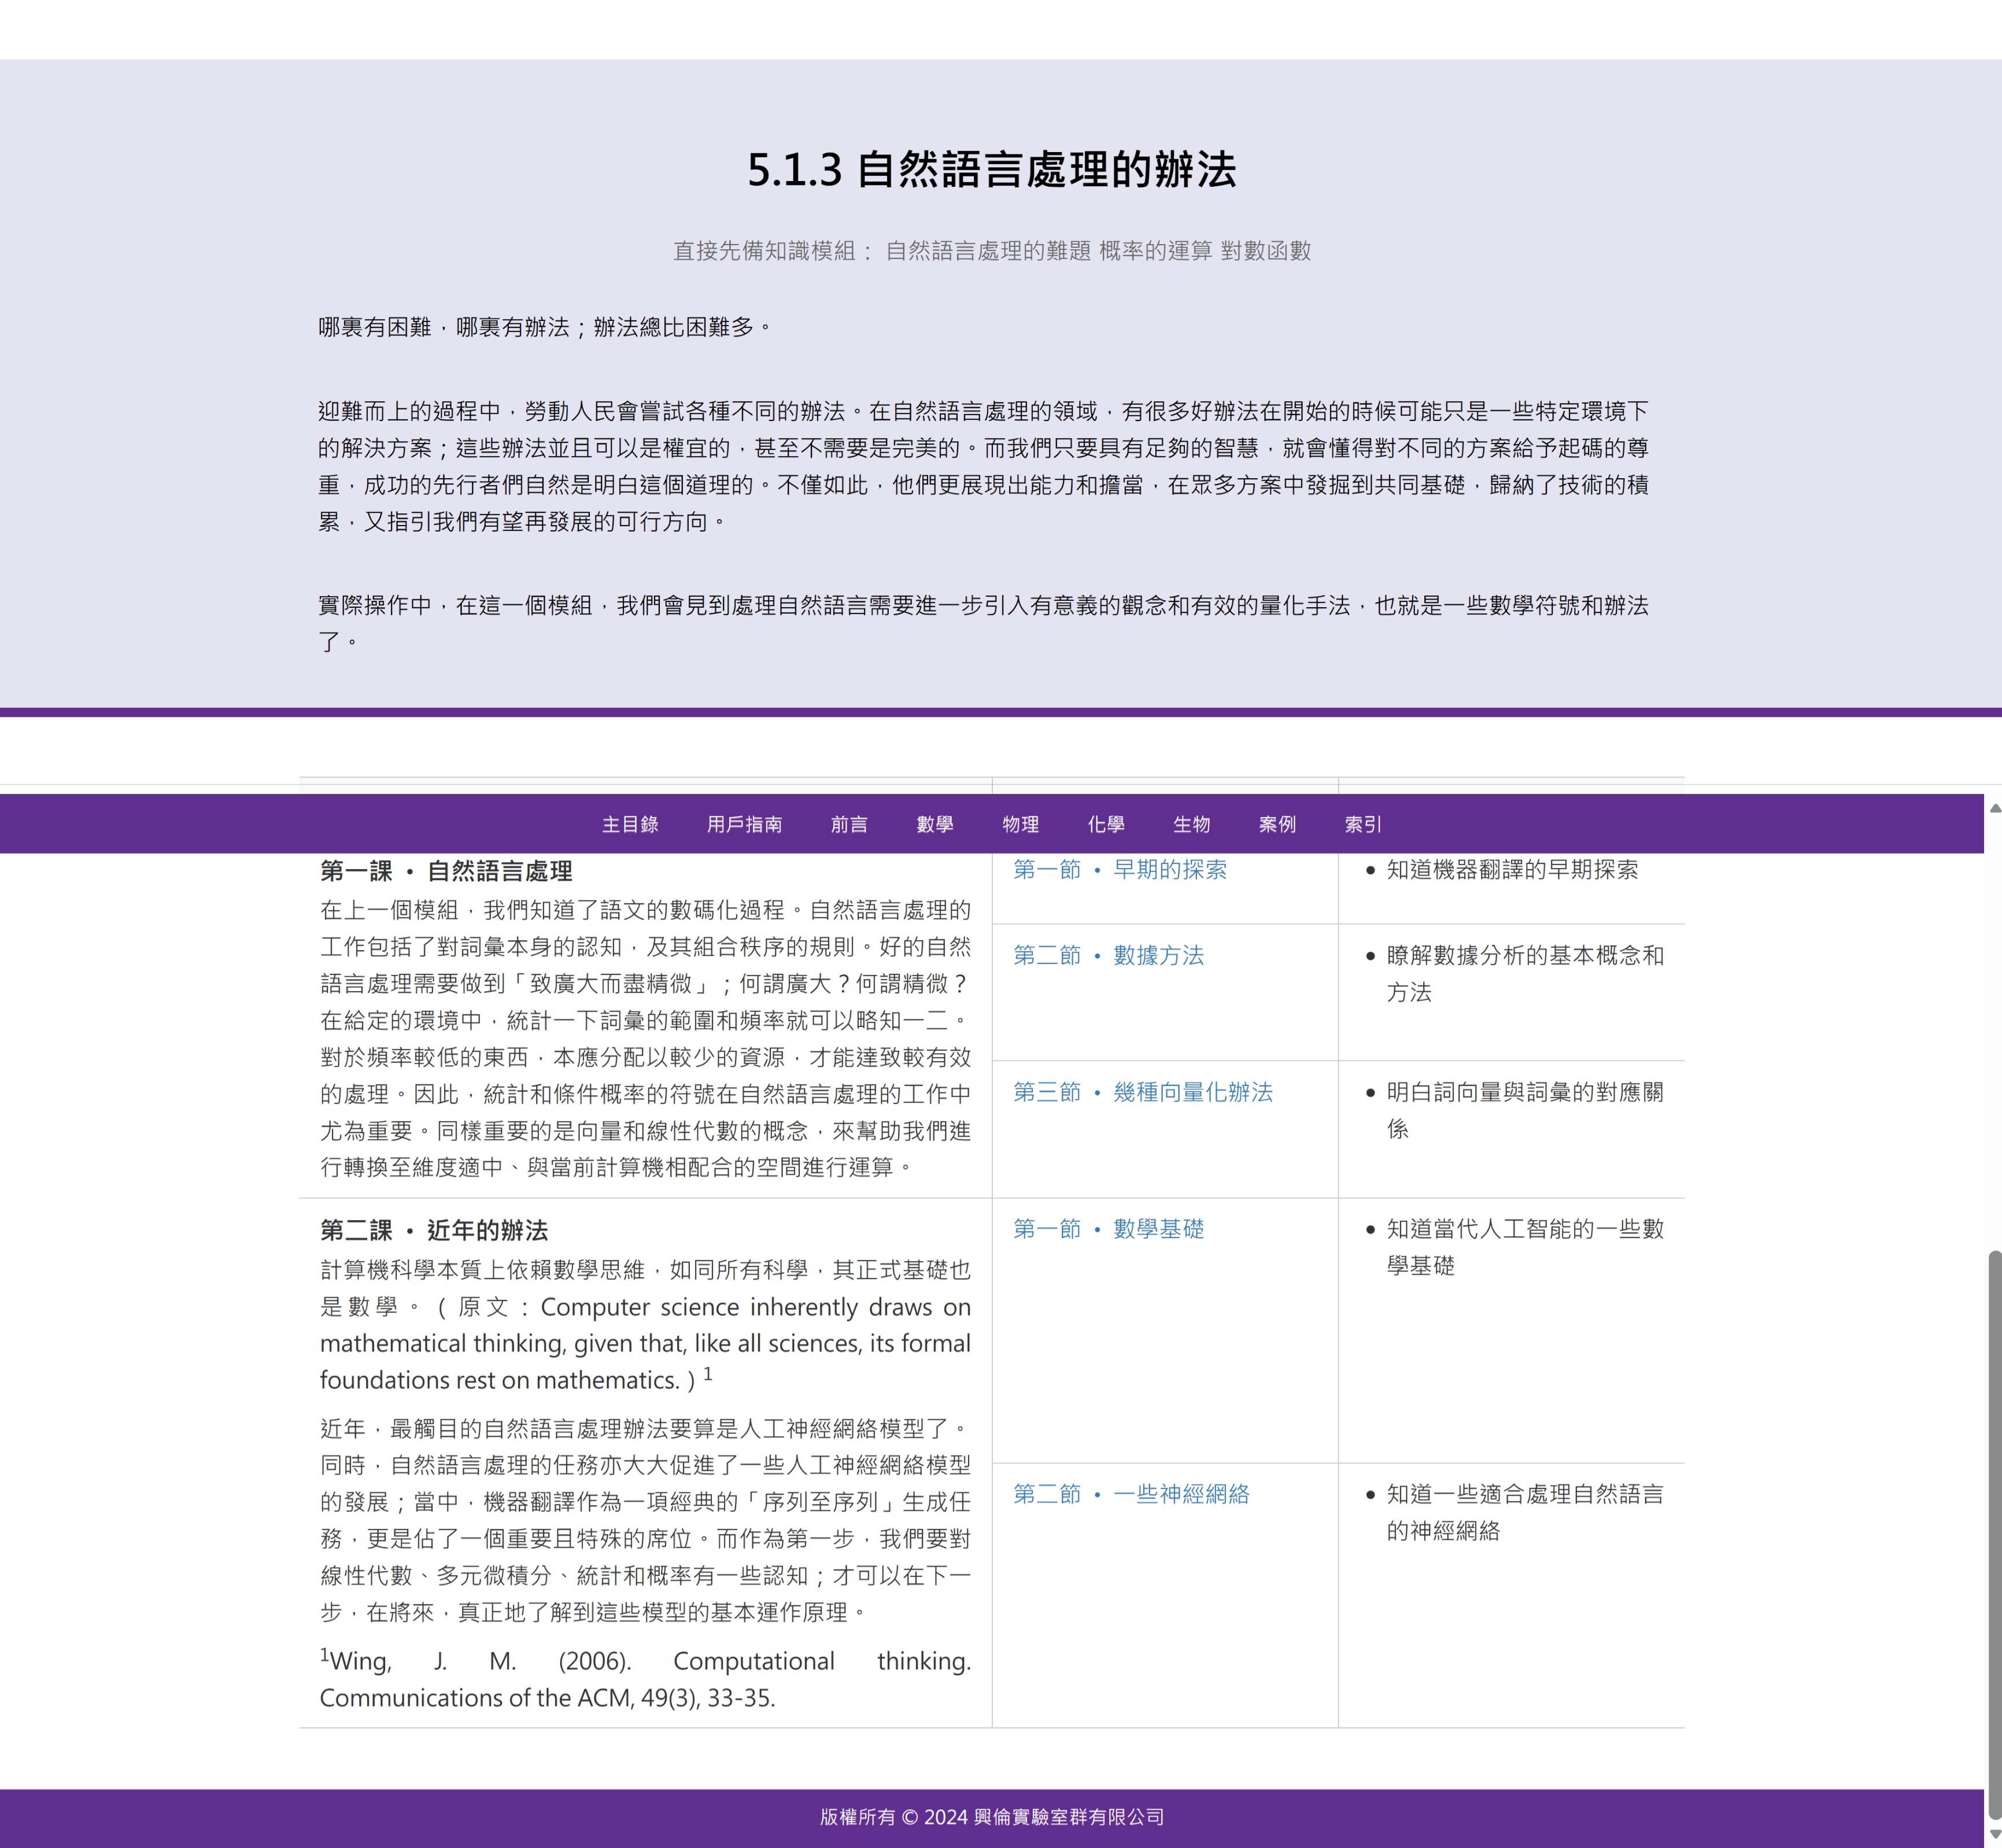 5.1.3 自然語言處理的辦法
直接先備知識模組： 自然語言處理的難題 概率的運算 對數函數
哪裏有困難，哪裏有辦法；辦法總比困難多。
迎難而上的過程中，勞動人民會嘗試各種不同的辦法。在自然語言處理的領域，有很多好辦法在開始的時候可能只是一些特定環境下
的解決方案；這些辦法並且可以是權宜的，甚至不需要是完美的。而我們只要具有足夠的智慧，就會懂得對不同的方案給予起碼的尊
重，成功的先行者們自然是明白這個道理的。不僅如此，他們更展現出能力和擔當，在眾多方案中發掘到共同基礎，歸納了技術的積
累，又指引我們有望再發展的可行方向。
實際操作中，在這一個模組，我們會見到處理自然語言需要進一步引入有意義的觀念和有效的量化手法，也就是一些數學符號和辦法
了。
主目錄 用戶指南 前言 數學 物理 化學 生物 案例 索引
第一課 • 自然語言處理
在上一個模組，我們知道了語文的數碼化過程。自然語言處理的
工作包括了對詞彙本身的認知，及其組合秩序的規則。好的自然
語言處理需要做到「致廣大而盡精微」；何謂廣大？何謂精微？
在給定的環境中，統計一下詞彙的範圍和頻率就可以略知一二。
對於頻率較低的東西，本應分配以較少的資源，才能達致較有效
的處理。因此，統計和條件概率的符號在自然語言處理的工作中
尤為重要。同樣重要的是向量和線性代數的概念，來幫助我們進
行轉換至維度適中、與當前計算機相配合的空間進行運算。
第一節 • 早期的探索
• 知道機器翻譯的早期探索
第二節 • 數據方法
• 瞭解數據分析的基本概念和
方法
第三節 • 幾種向量化辦法
• 明白詞向量與詞彙的對應關
係
第二課 • 近年的辦法
計算機科學本質上依賴數學思維，如同所有科學，其正式基礎也
是數學。（原文：Computer science inherently draws on
mathematical thinking, given that, like all sciences, its formal
foundations rest on mathematics.）1
近年，最觸目的自然語言處理辦法要算是人工神經網絡模型了。
同時，自然語言處理的任務亦大大促進了一些人工神經網絡模型
的發展；當中，機器翻譯作為一項經典的「序列至序列」生成任
務，更是佔了一個重要且特殊的席位。而作為第一步，我們要對
線性代數、多元微積分、統計和概率有一些認知；才可以在下一
步，在將來，真正地了解到這些模型的基本運作原理。
1Wing, J. M. (2006). Computational thinking.
Communications of the ACM, 49(3), 33-35.
第一節 • 數學基礎
• 知道當代人工智能的一些數
學基礎
第二節 • 一些神經網絡
• 知道一些適合處理自然語言
的神經網絡
版權所有 © 2024 興倫實驗室群有限公司